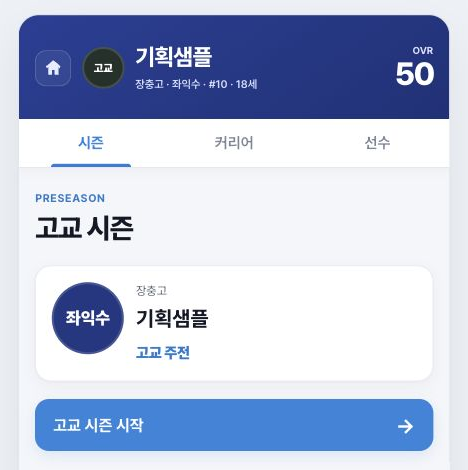 고교
기획샘플
장충고 · 좌익수 · #10 · 18세
OVR
50
시즌
커리어
선수
PRESEASON
고교 시즌
좌익수
장충고
기획샘플
고교 주전
고교 시즌 시작